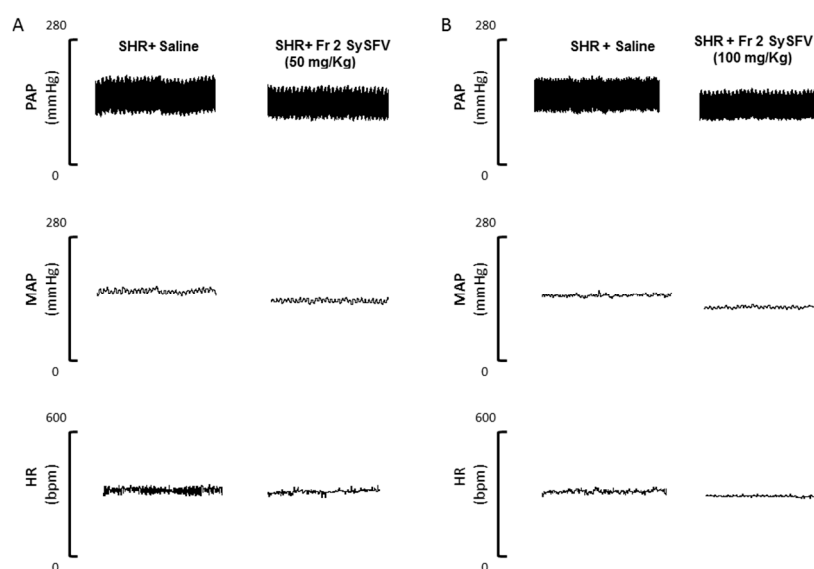 A
280
SHR+ Saline
SHR+ Fr 2 SySFV
(50 mg/Kg)
PAP
(mmHg)
0
280
MAP
(mmHg)
0
600
HR
(bpm)
0
B
280
SHR + Saline
SHR + Fr 2 SySFV
(100 mg/Kg)
PAP
(mmHg)
0
280
MAP
(mmHg)
0
600
HR
(bpm)
0